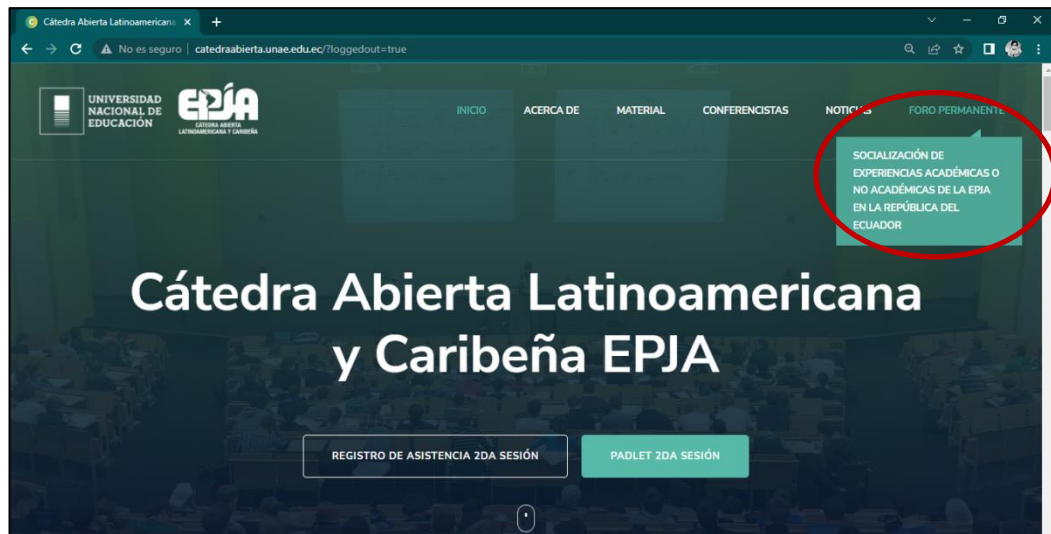 Cátedra Abierta Latinoamericana
No es seguro | catedraabierta.unae.edu.ec/?loggedout=true
UNIVERSIDAD
NACIONAL DE
EDUCACIÓN
EPJA
CÁTEDRA ABIERTA
LATINOAMERICANA Y CARIBEÑA
INICIO ACERCA DE MATERIAL CONFERENCISTAS NOTICIAS FORO PERMANENTE
SOCIALIZACIÓN DE
EXPERIENCIAS ACADÉMICAS O
NO ACADÉMICAS DE LA EPJA
EN LA REPÚBLICA DEL
ECUADOR
Cátedra Abierta Latinoamericana
y Caribeña EPJA
REGISTRO DE ASISTENCIA 2DA SESIÓN PADLET 2DA SESIÓN